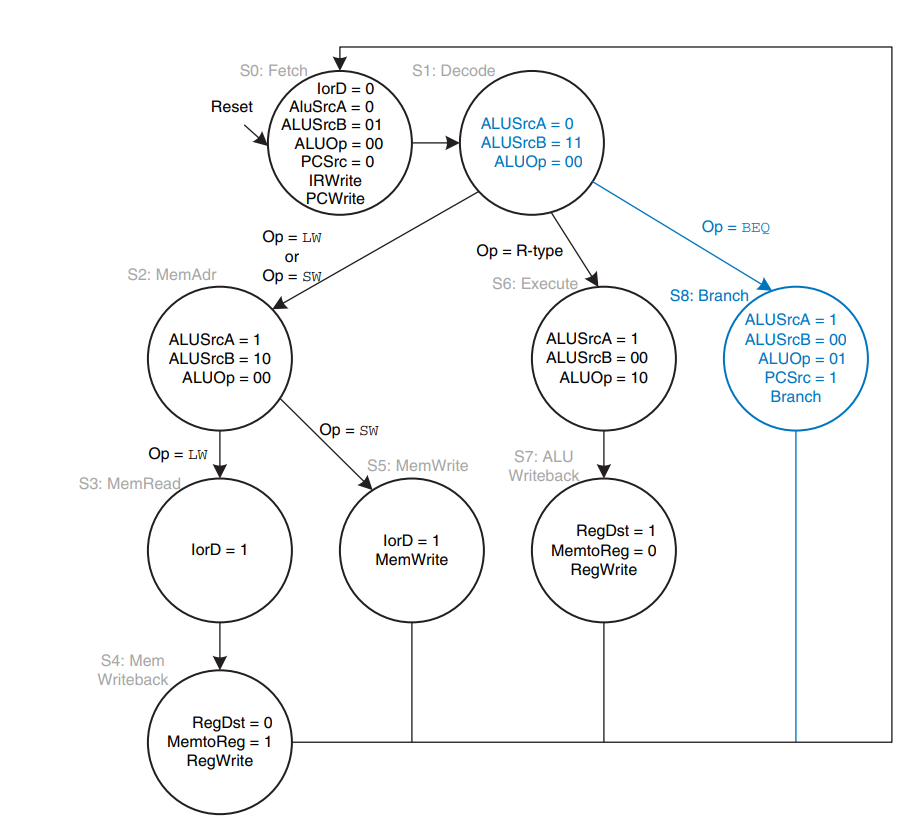 S0: Fetch
S1: Decode
Reset
IorD = 0
AluSrcA = 0
ALUSrcB = 01
ALUOp = 00
PCSrc = 0
IRWrite
PCWrite
ALUSrcA = 0
ALUSrcB = 11
ALUOp = 00
Op = LW
or
Op = SW
Op = R-type
Op = BEQ
S2: MemAdr
S6: Execute
S8: Branch
ALUSrcA = 1
ALUSrcB = 10
ALUOp = 00
ALUSrcA = 1
ALUSrcB = 00
ALUOp = 10
ALUSrcA = 1
ALUSrcB = 00
ALUOp = 01
PCSrc = 1
Branch
Op = LW
Op = SW
S3: MemRead
S5: MemWrite
S7: ALU
Writeback
IorD = 1
IorD = 1
MemWrite
RegDst = 1
MemtoReg = 0
RegWrite
S4: Mem
Writeback
RegDst = 0
MemtoReg = 1
RegWrite